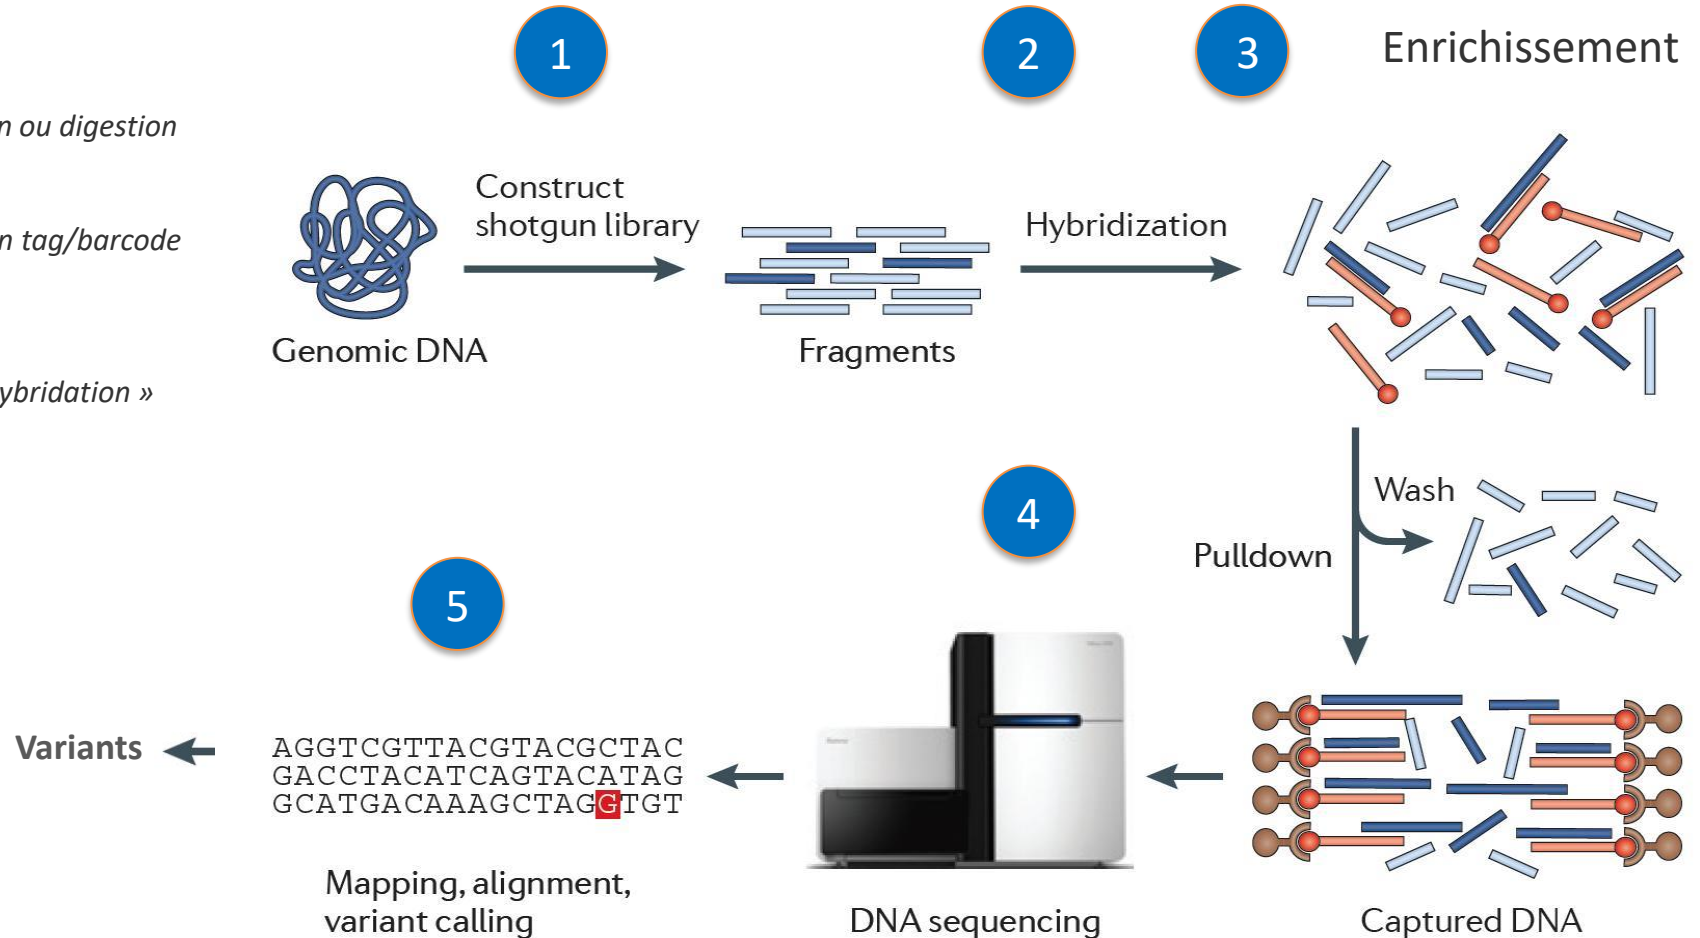 1
2
3
Enrichissement
n ou digestion
n tag/barcode
ybridation »
Construct
shotgun library
Hybridization
Genomic DNA
Fragments
Wash
Pulldown
4
5
Variants
AGGTCGTTACGTACGCTAC
GACCTACATCAGTACATAG
GCATGACAAAGCTAGGTGT
Mapping, alignment,
variant calling
DNA sequencing
Captured DNA